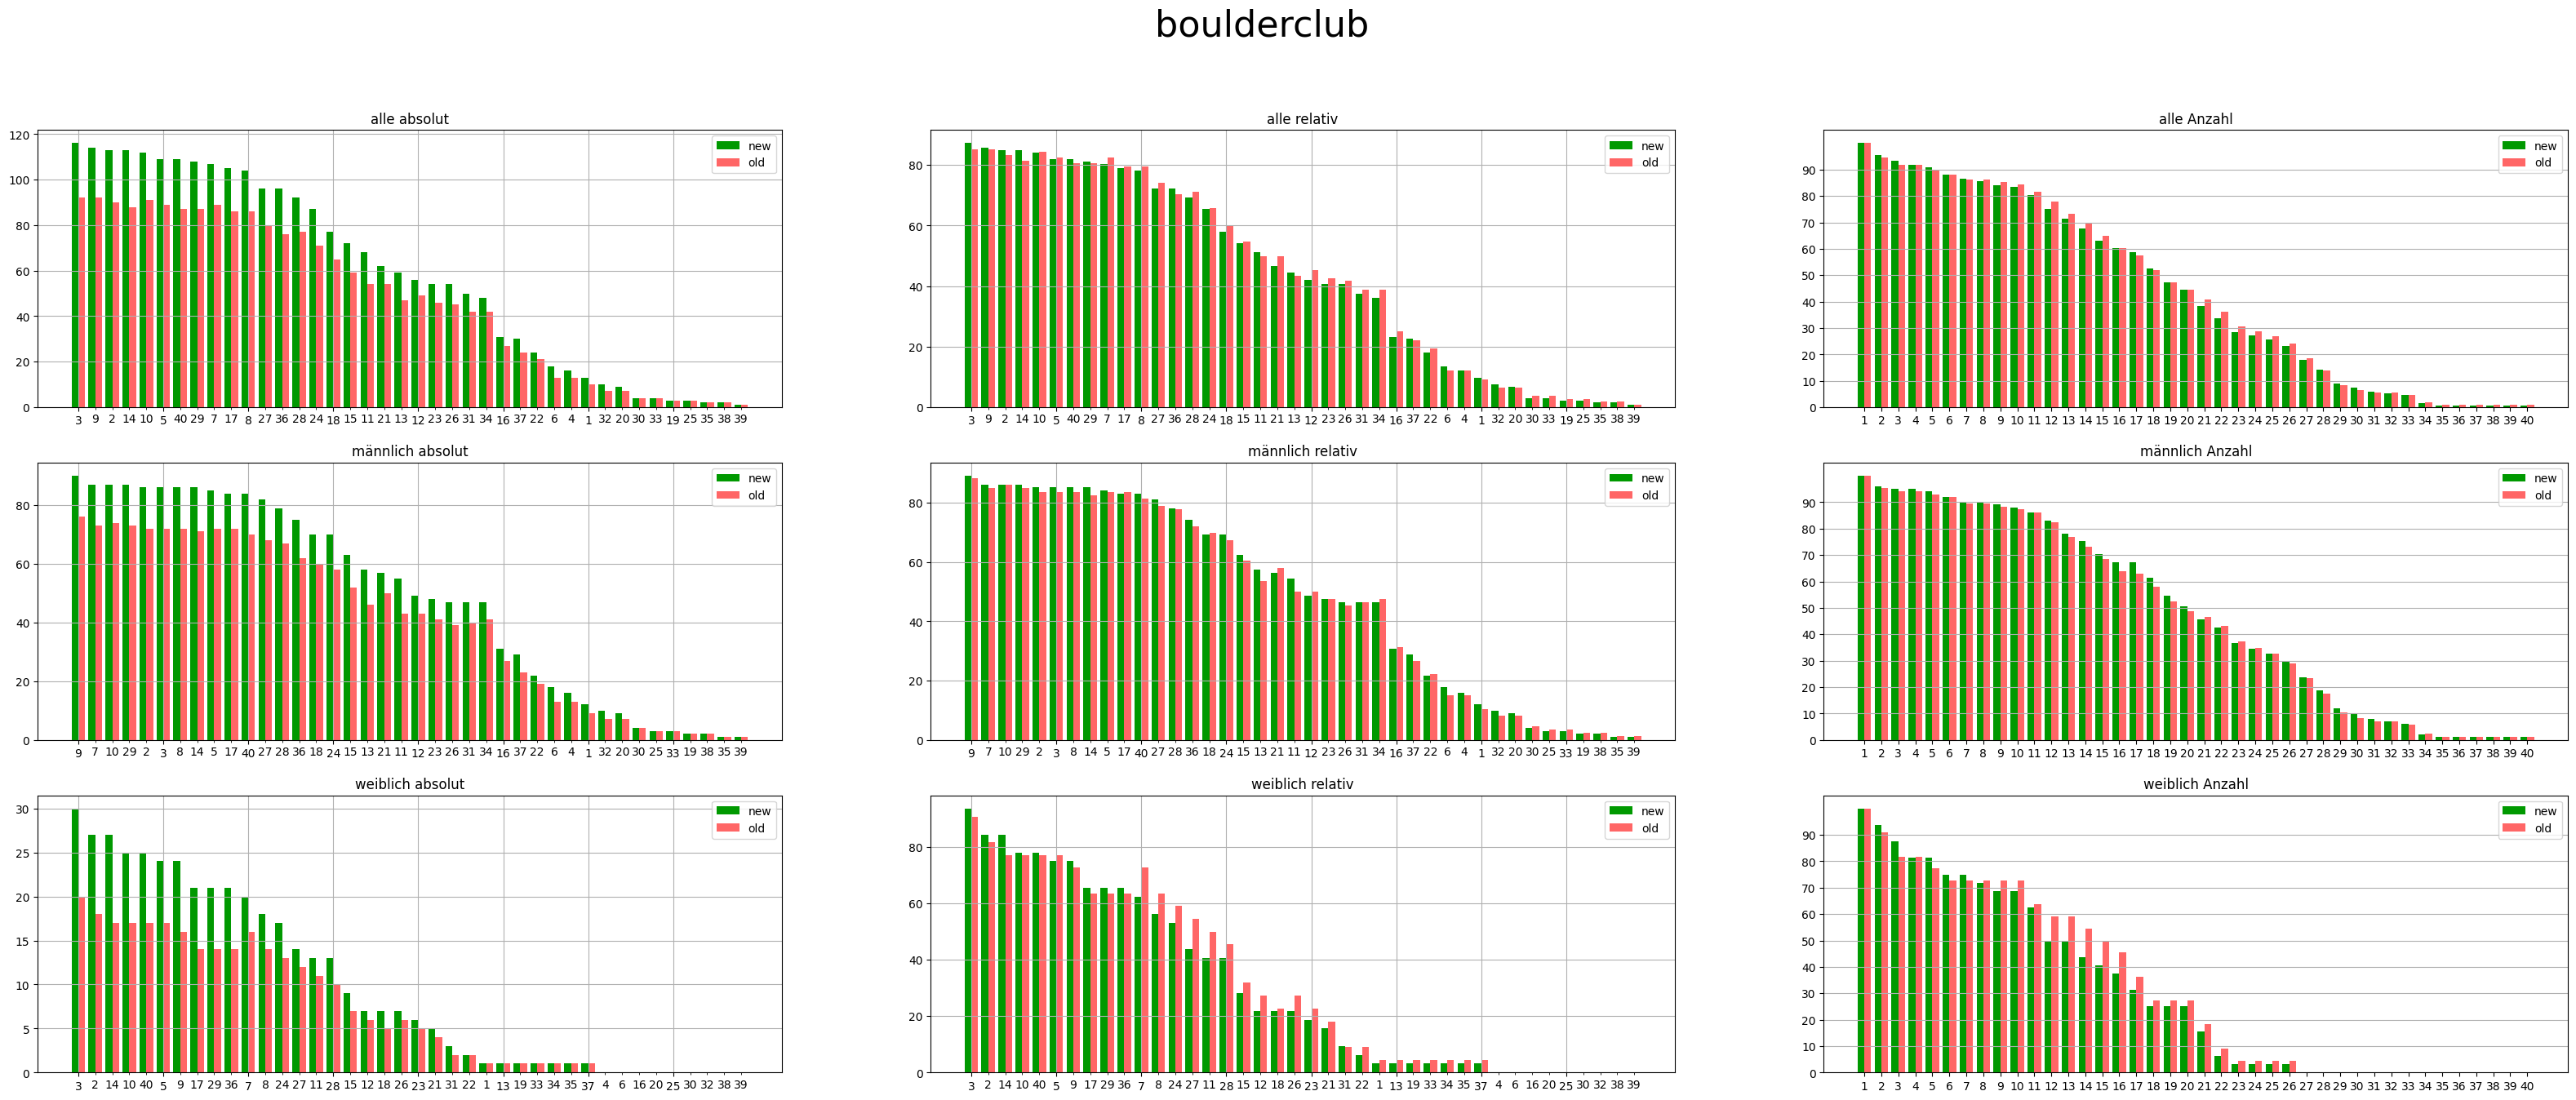 boulderclub
alle absolut
120
100
80
60
40
20
0
new
old
3 9 2 14 10 5 40 29 7 17 8 27 36 28 24 18 15 11 21 13 12 23 26 31 34 16 37 22 6 4 1 32 20 30 33 19 25 35 38 39
alle relativ
80
60
40
20
0
new
old
3 9 2 14 10 5 40 29 7 17 8 27 36 28 24 18 15 11 21 13 12 23 26 31 34 16 37 22 6 4 1 32 20 30 33 19 25 35 38 39
alle Anzahl
90
80
70
60
50
40
30
20
10
0
new
old
1 2 3 4 5 6 7 8 9 10 11 12 13 14 15 16 17 18 19 20 21 22 23 24 25 26 27 28 29 30 31 32 33 34 35 36 37 38 39 40
männlich absolut
80
60
40
20
0
new
old
9 7 10 29 2 3 8 14 5 17 40 27 28 36 18 24 15 13 21 11 12 23 26 31 34 16 37 22 6 4 1 32 20 30 25 33 19 38 35 39
männlich relativ
80
60
40
20
0
new
old
9 7 10 29 2 3 8 14 5 17 40 27 28 36 18 24 15 13 21 11 12 23 26 31 34 16 37 22 6 4 1 32 20 30 25 33 19 38 35 39
männlich Anzahl
90
80
70
60
50
40
30
20
10
0
new
old
1 2 3 4 5 6 7 8 9 10 11 12 13 14 15 16 17 18 19 20 21 22 23 24 25 26 27 28 29 30 31 32 33 34 35 36 37 38 39 40
weiblich absolut
30
25
20
15
10
5
0
new
old
3 2 14 10 40 5 9 17 29 36 7 8 24 27 11 28 15 12 18 26 23 21 31 22 1 13 19 33 34 35 37 4 6 16 20 25 30 32 38 39
weiblich relativ
80
60
40
20
0
new
old
3 2 14 10 40 5 9 17 29 36 7 8 24 27 11 28 15 12 18 26 23 21 31 22 1 13 19 33 34 35 37 4 6 16 20 25 30 32 38 39
weiblich Anzahl
90
80
70
60
50
40
30
20
10
0
new
old
1 2 3 4 5 6 7 8 9 10 11 12 13 14 15 16 17 18 19 20 21 22 23 24 25 26 27 28 29 30 31 32 33 34 35 36 37 38 39 40